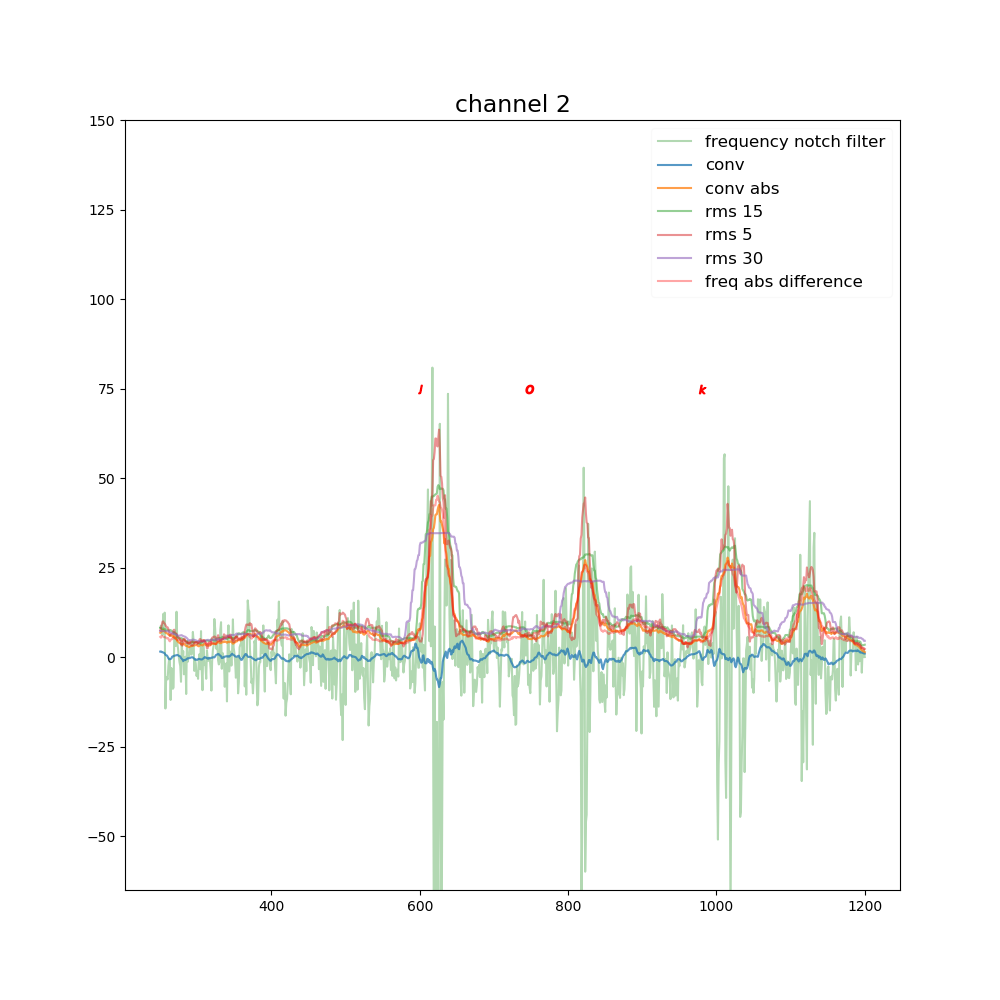 channel 2
150
125
100
75
50
25
0
−25
−50
400
600
800
1000
1200
frequency notch filter
conv
conv abs
rms 15
rms 5
rms 30
freq abs difference
J
O
k